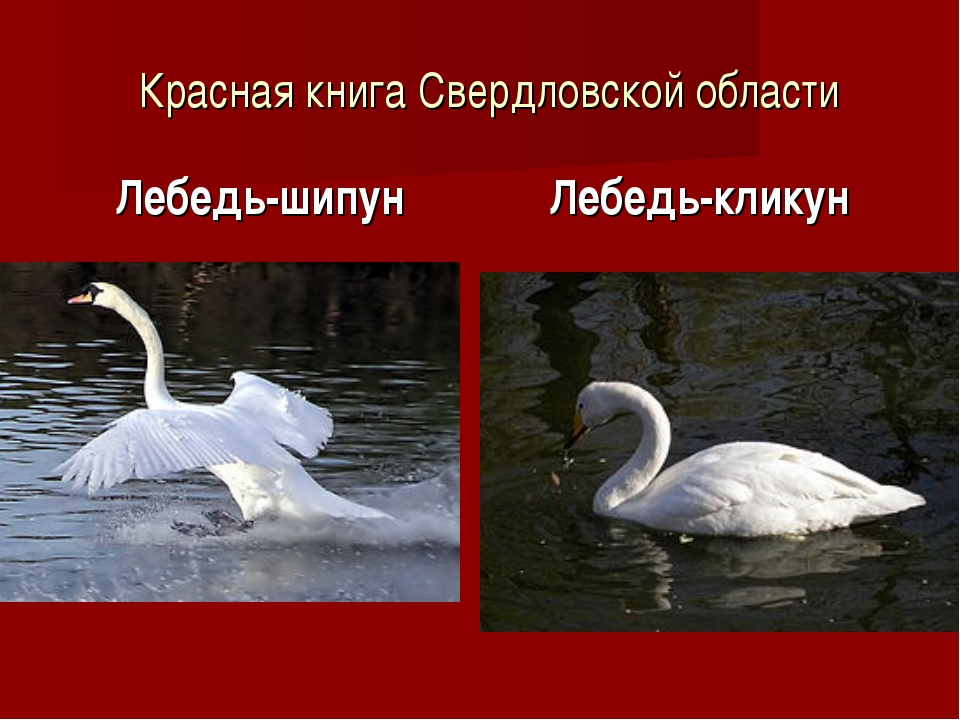 Красная книга Свердловской области
Лебедь-шипун
Лебедь-кликун